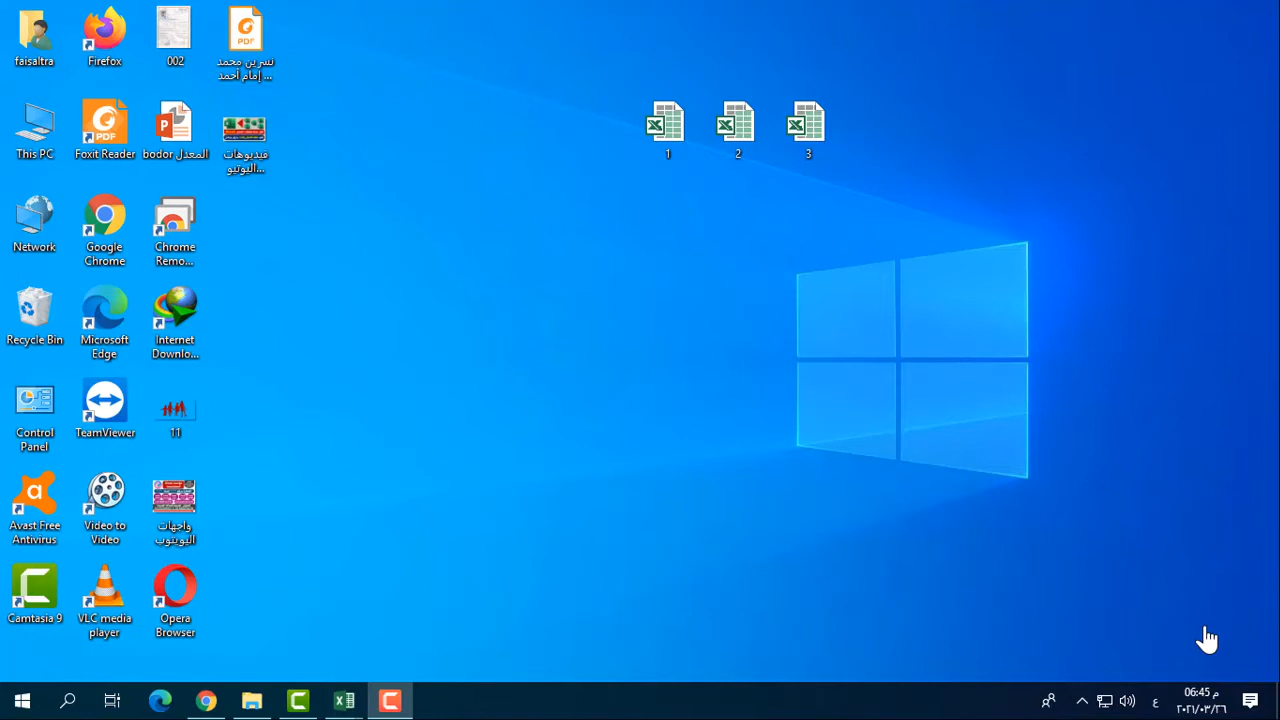 faisaltra
Firefox
002
نسرين محمد
إمام أحمد ...
This PC
Foxit Reader
bodor المعدل
فيديوهات
اليوتيو...
1
2
3
Network
Google
Chrome
Chrome
Remo...
Recycle Bin
Microsoft
Edge
Internet
Downlo...
Control
Panel
TeamViewer
11
Avast Free
Antivirus
Video to
Video
واجهات
اليويتوب
Camtasia 9
VLC media
player
Opera
Browser
ع
06:45 م
٢٠٢١/٠٣/٢٦